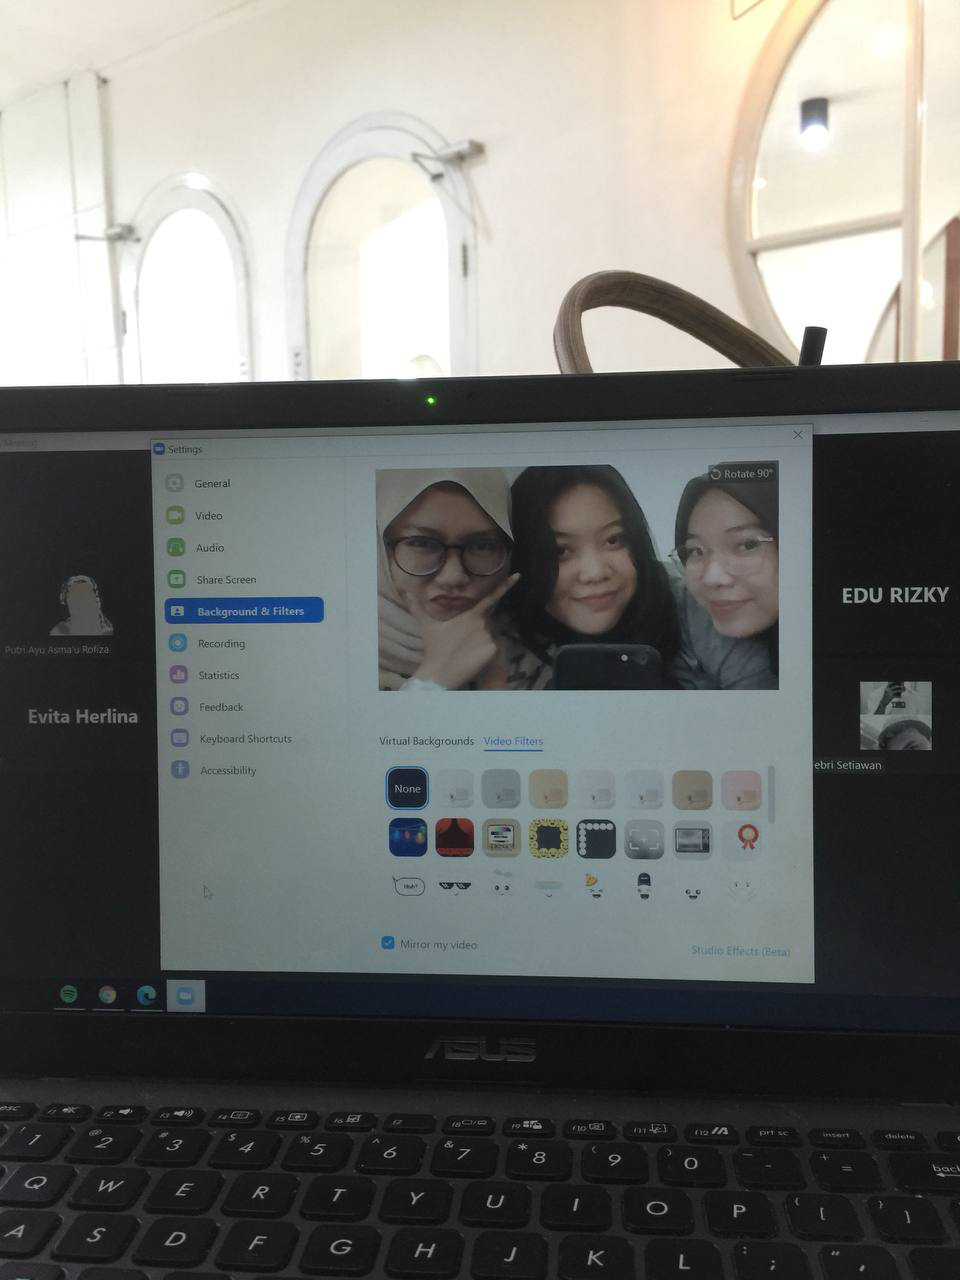 Meeting
Settings
Rotate 90°
General
Video
Audio
Share Screen
Background & Filters
Recording
Statistics
Feedback
Keyboard Shortcuts
Accessibility
Putri Ayu Asma'u Rofiza
Evita Herlina
EDU RIZKY
ebri Setiawan
Virtual Backgrounds Video Filters
None
Huh?
Mirror my video
Studio Effects (Beta)
ASUS
esc f1 f2 f3 f4 f5 f6 f7 f8 f9 f10 f11 f12 prt sc insert delete
! 1 @ 2 # 3 $ 4 % 5 ^ 6 & 7 * 8 ( 9 ) 0 _ - + = back
Q W E R T Y U I O P { [ } ]
A S D F G H J K L : ; " ,